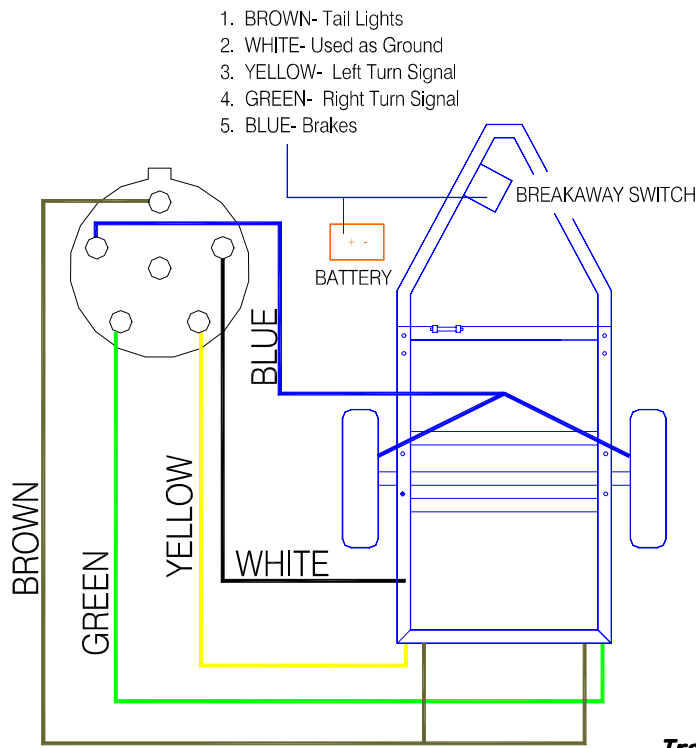 1. BROWN- Tail Lights
2. WHITE- Used as Ground
3. YELLOW- Left Turn Signal
4. GREEN- Right Turn Signal
5. BLUE- Brakes
BREAKAWAY SWITCH
+ -
BATTERY
BLUE
BROWN
GREEN
YELLOW
WHITE